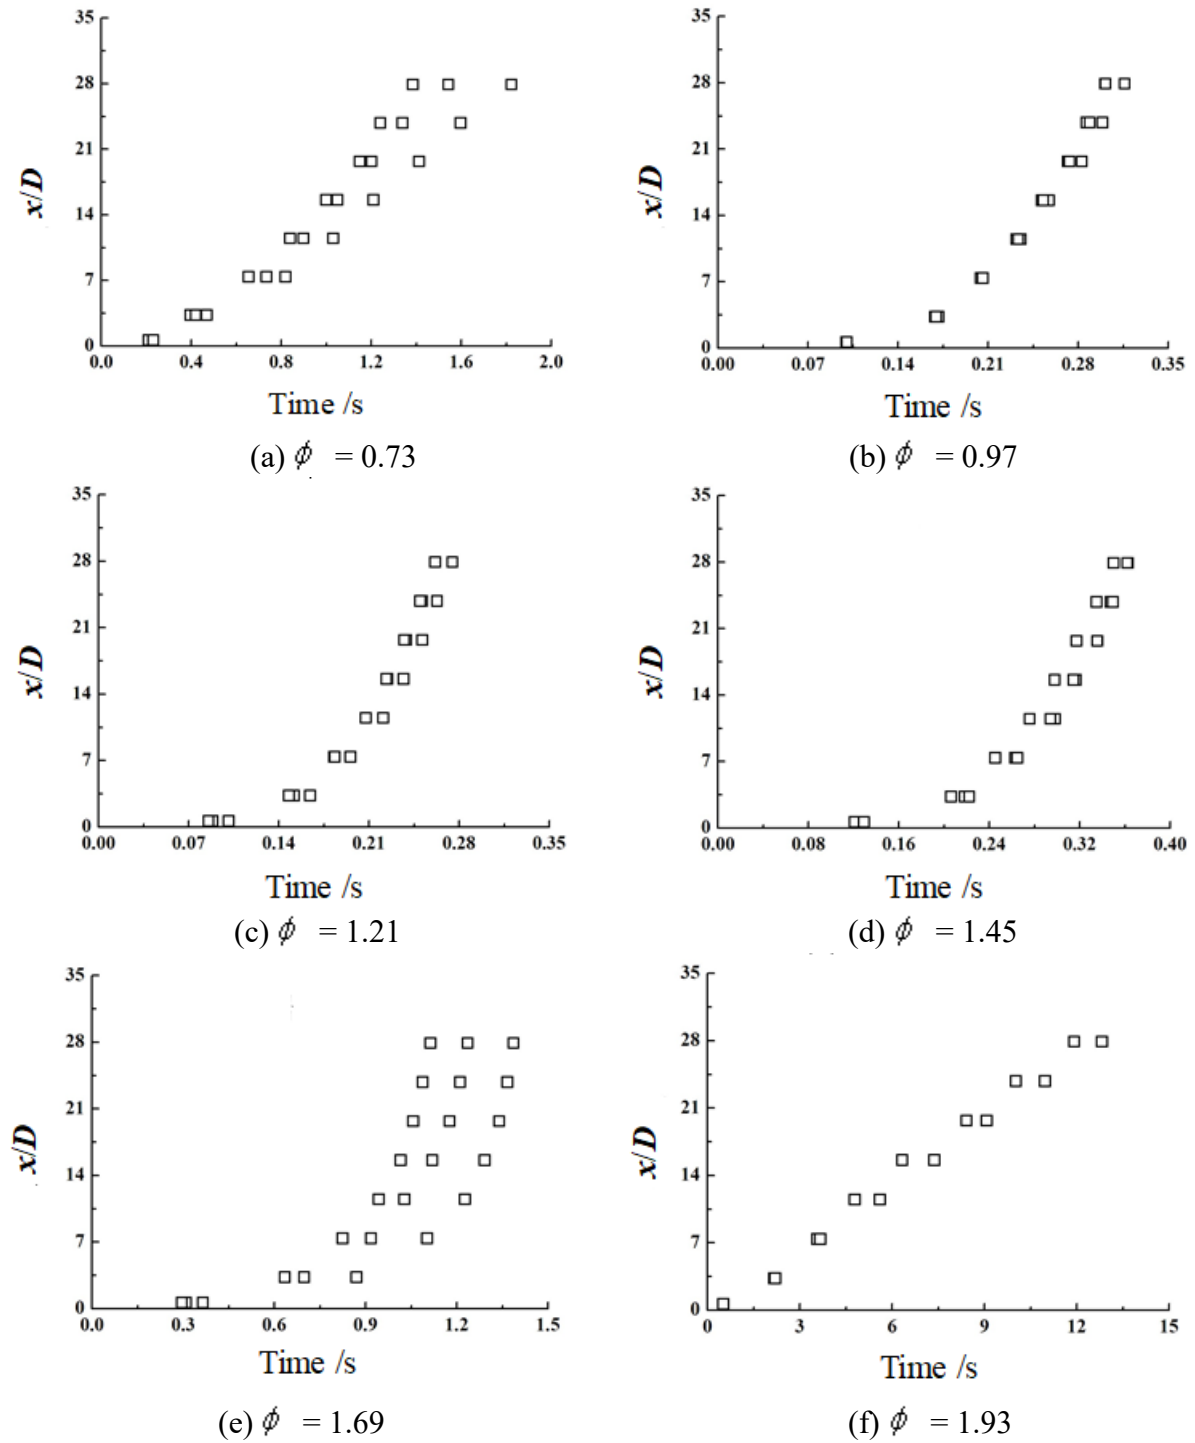 35
28
21
14
7
0
x/D
0.0 0.4 0.8 1.2 1.6 2.0
Time /s
(a) ϕ = 0.73
35
28
21
14
7
0
x/D
0.00 0.07 0.14 0.21 0.28 0.35
Time /s
(b) ϕ = 0.97
35
28
21
14
7
0
x/D
0.00 0.07 0.14 0.21 0.28 0.35
Time /s
(c) ϕ = 1.21
35
28
21
14
7
0
x/D
0.00 0.08 0.16 0.24 0.32 0.40
Time /s
(d) ϕ = 1.45
35
28
21
14
7
0
x/D
0.0 0.3 0.6 0.9 1.2 1.5
Time /s
(e) ϕ = 1.69
35
28
21
14
7
0
x/D
0 3 6 9 12 15
Time /s
(f) ϕ = 1.93